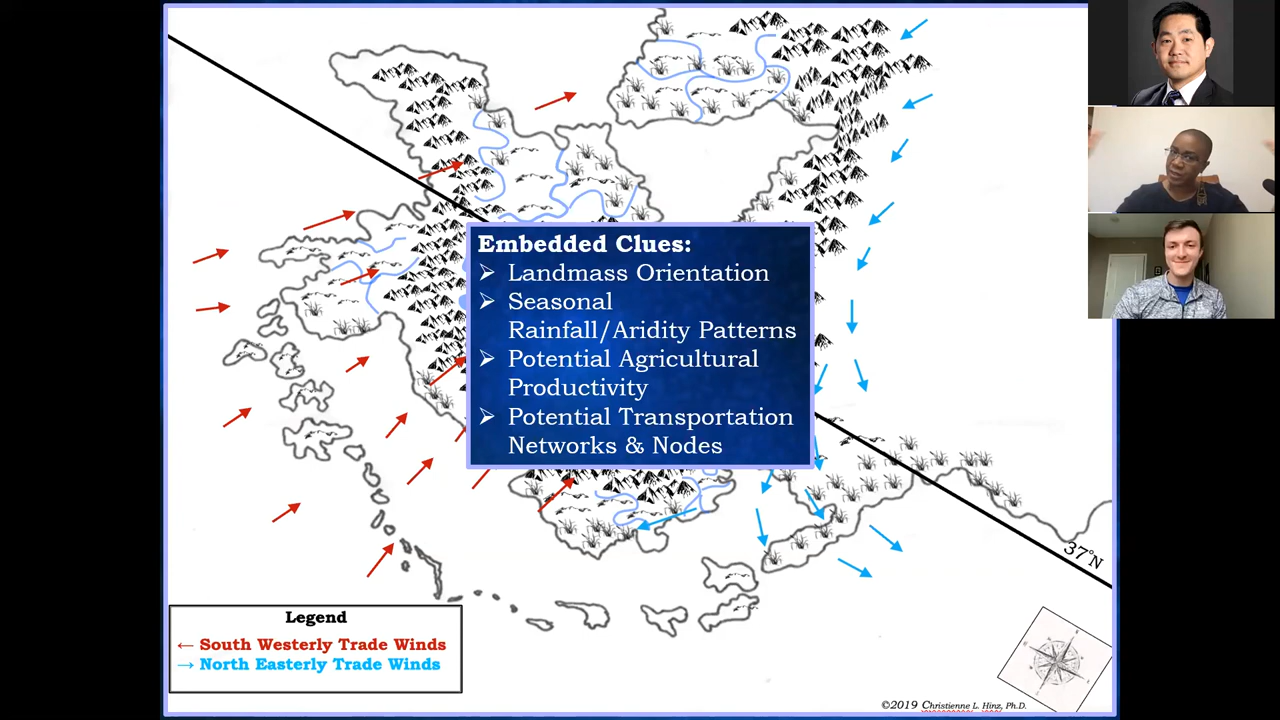 Embedded Clues:
➢ Landmass Orientation
➢ Seasonal
Rainfall/Aridity Patterns
➢ Potential Agricultural
Productivity
➢ Potential Transportation
Networks & Nodes
37°N
Legend
← South Westerly Trade Winds
→ North Easterly Trade Winds
©2019 Christienne L. Hinz, Ph.D.